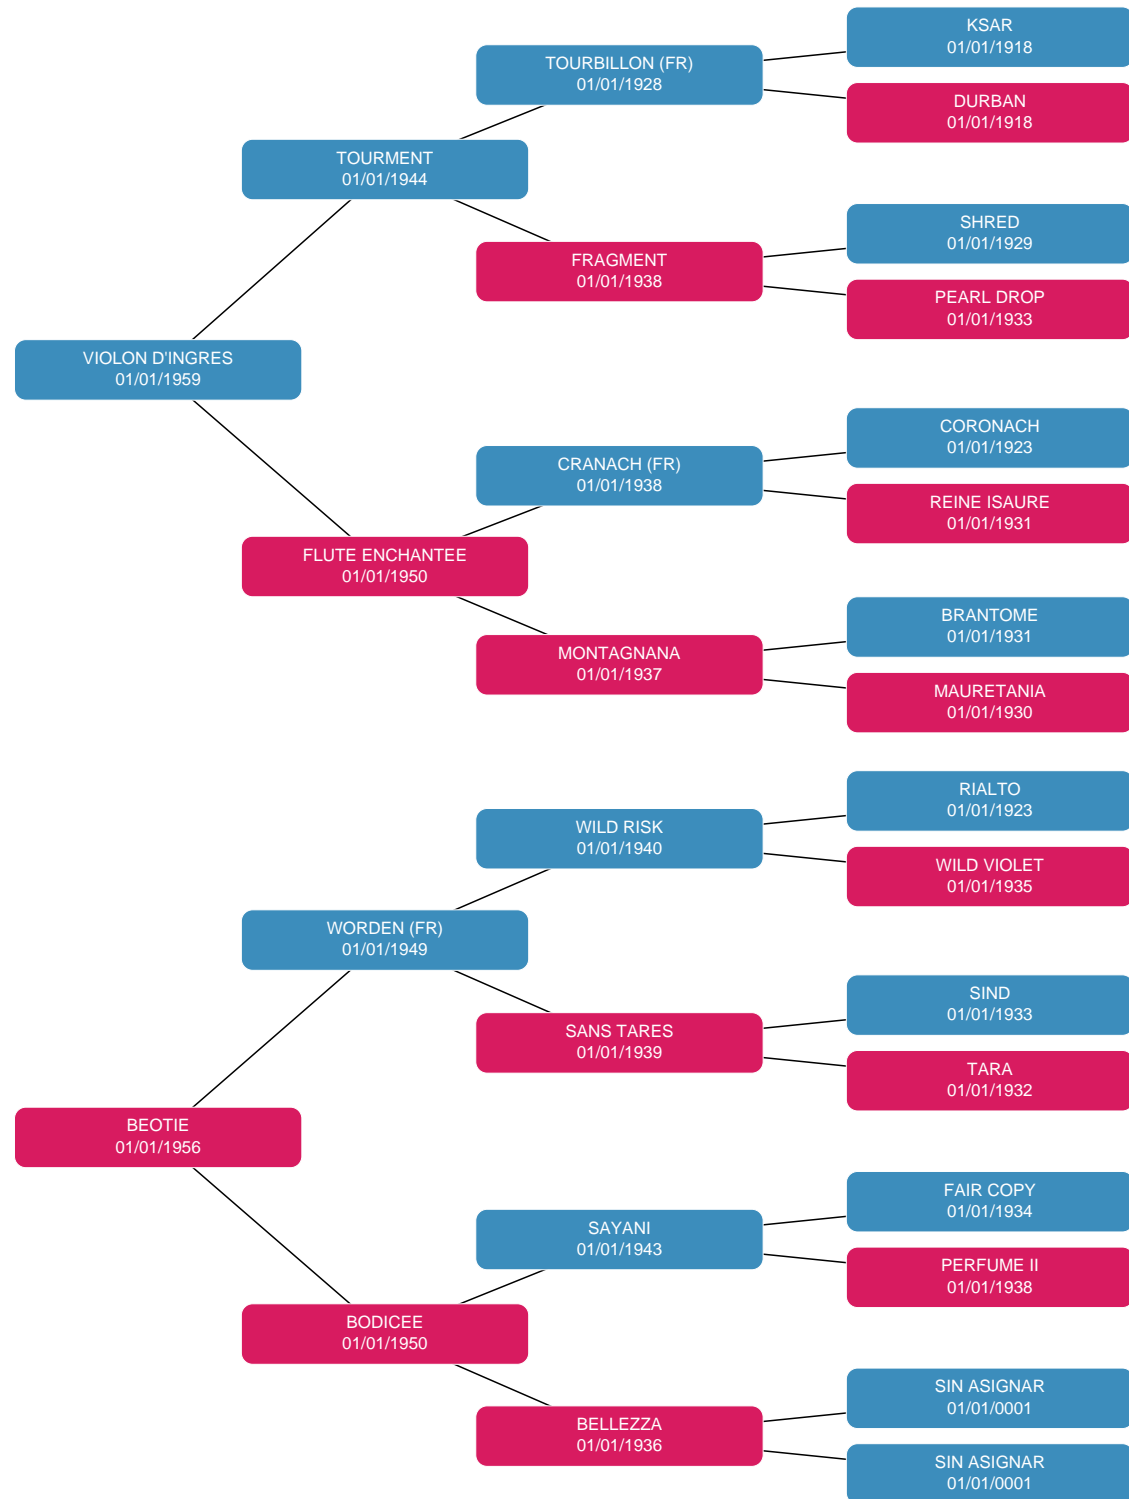 KSAR
01/01/1918
TOURBILLON (FR)
01/01/1928
DURBAN
01/01/1918
TOURMENT
01/01/1944
SHRED
01/01/1929
FRAGMENT
01/01/1938
PEARL DROP
01/01/1933
VIOLON D'INGRES
01/01/1959
CORONACH
01/01/1923
CRANACH (FR)
01/01/1938
REINE ISAURE
01/01/1931
FLUTE ENCHANTEE
01/01/1950
BRANTOME
01/01/1931
MONTAGNANA
01/01/1937
MAURETANIA
01/01/1930
RIALTO
01/01/1923
WILD RISK
01/01/1940
WILD VIOLET
01/01/1935
WORDEN (FR)
01/01/1949
SIND
01/01/1933
SANS TARES
01/01/1939
TARA
01/01/1932
BEOTIE
01/01/1956
FAIR COPY
01/01/1934
SAYANI
01/01/1943
PERFUME II
01/01/1938
BODICEE
01/01/1950
SIN ASIGNAR
01/01/0001
BELLEZZA
01/01/1936
SIN ASIGNAR
01/01/0001